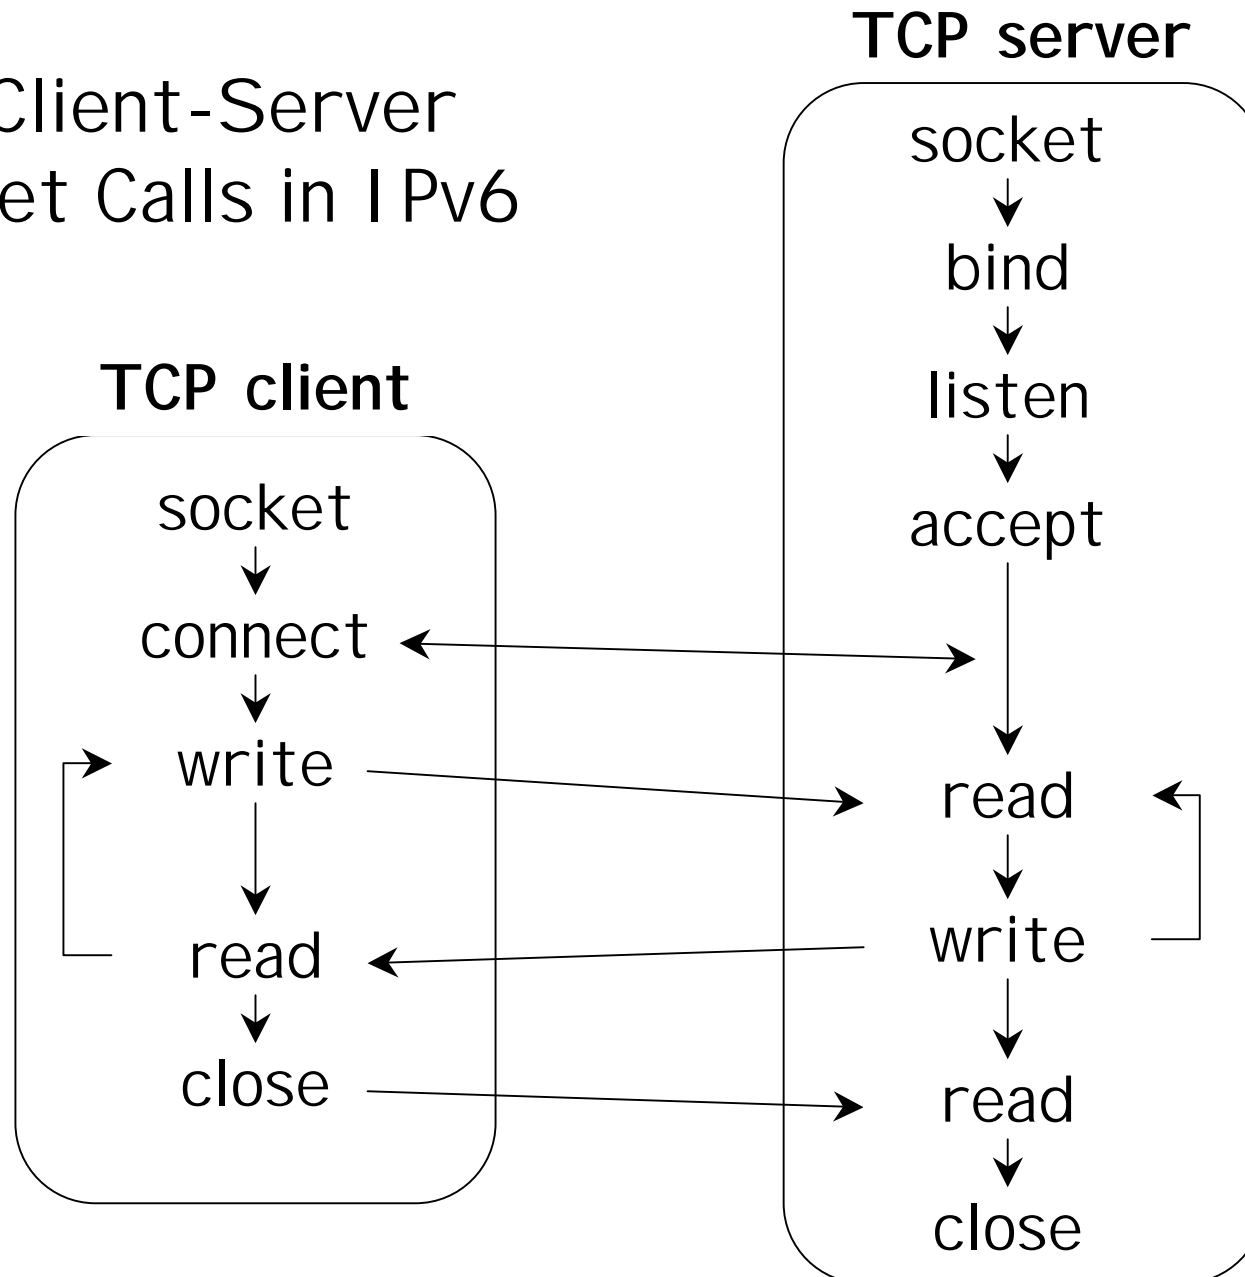 TCP server
Client-Server
et Calls in IPv6
socket
bind
listen
accept
read
write
read
close
TCP client
socket
connect
write
read
close